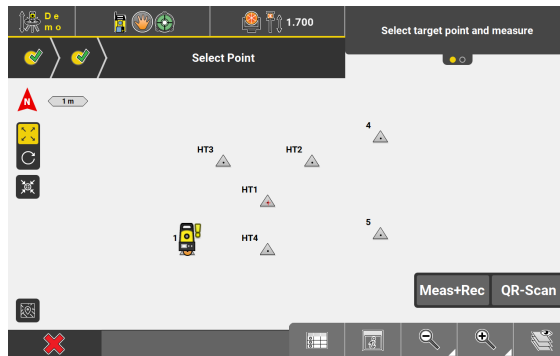 De
mo
1.700
Select target point and measure
Select Point
N
1 m
4
HT3
HT2
HT1
5
1
HT4
Meas+Rec
QR-Scan